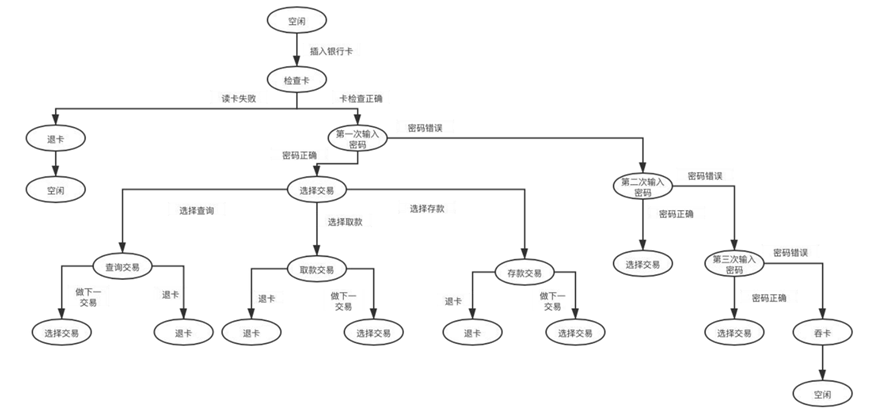 空闲
插入银行卡
检查卡
读卡失败
卡检查正确
退卡
第一次输入
密码
密码错误
密码正确
空闲
选择交易
第二次输入
密码
密码错误
选择查询
选择取款
选择存款
密码正确
查询交易
取款交易
存款交易
选择交易
第三次输入
密码
密码错误
做下一
交易
退卡
退卡
做下一
交易
退卡
做下一
交易
密码正确
选择交易
退卡
退卡
选择交易
退卡
选择交易
选择交易
吞卡
空闲